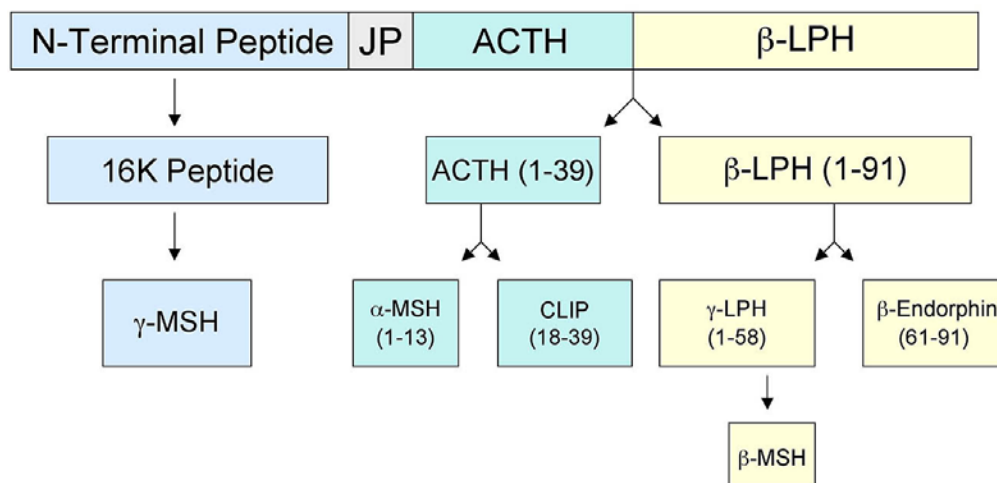 N-Terminal Peptide JP ACTH β-LPH
16K Peptide ACTH (1-39) β-LPH (1-91)
γ-MSH
α-MSH
(1-13)
CLIP
(18-39)
γ-LPH
(1-58)
β-Endorphin
(61-91)
β-MSH